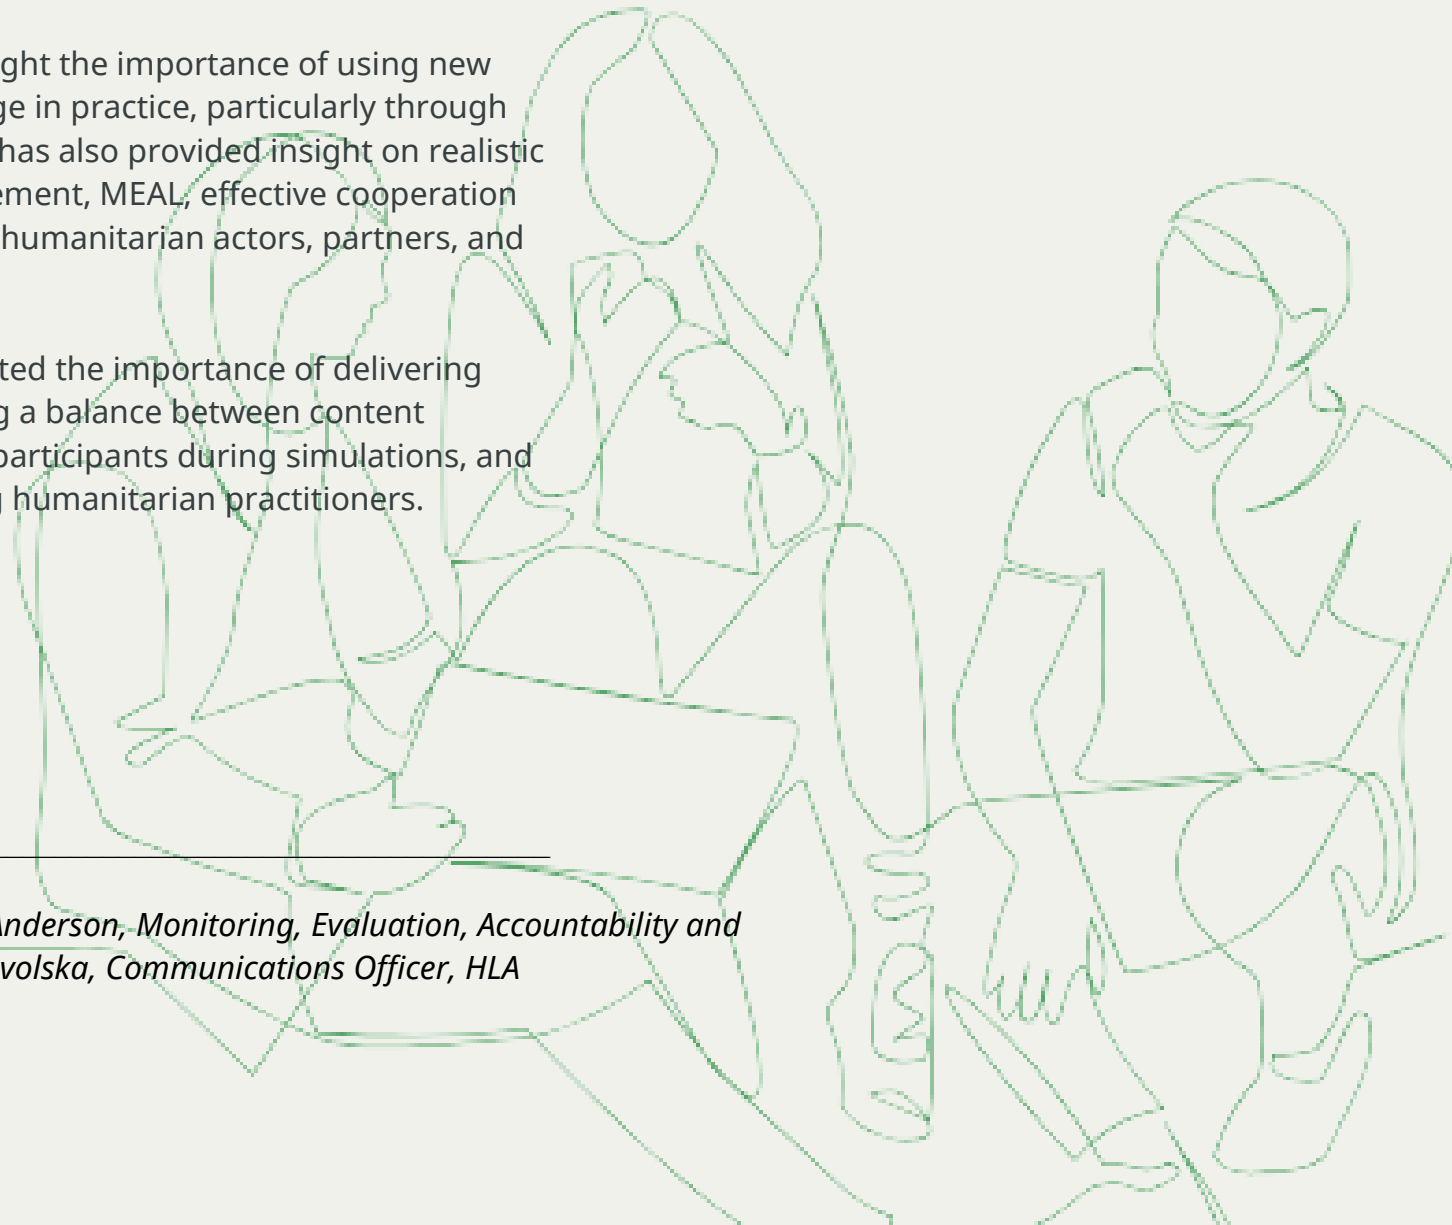 ght the importance of using new
ge in practice, particularly through
has also provided insight on realistic
ement, MEAL, effective cooperation
humanitarian actors, partners, and
ted the importance of delivering
g a balance between content
participants during simulations, and
g humanitarian practitioners.
Anderson, Monitoring, Evaluation, Accountability and
volska, Communications Officer, HLA